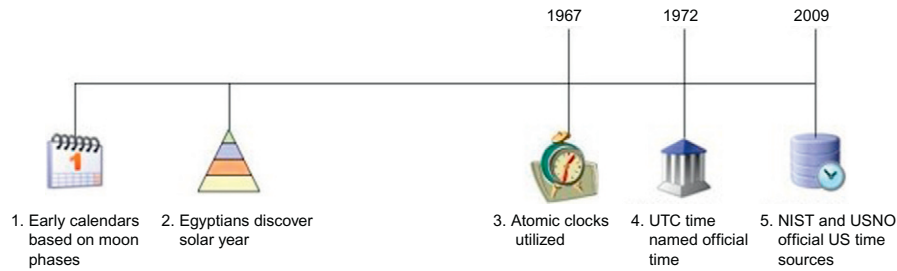 1967
1972
2009
1
1. Early calendars
based on moon
phases
2. Egyptians discover
solar year
3. Atomic clocks
utilized
4. UTC time
named official
time
5. NIST and USNO
official US time
sources